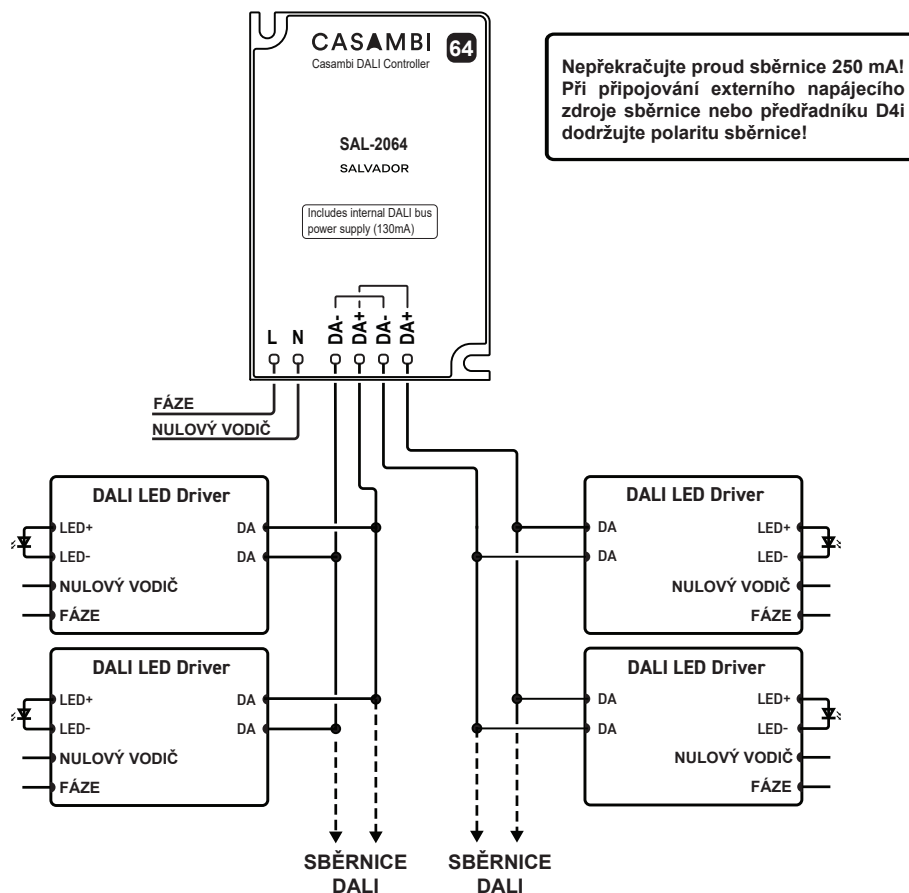 CASAMBI
64
Casambi DALI Controller
SAL-2064
SALVADOR
Includes internal DALI bus
power supply (130mA)
L N DA- DA+ DA- DA+
Nepřekračujte proud sběrnice 250 mA!
Při připojování externího napájecího
zdroje sběrnice nebo předřadníku D4i
dodržujte polaritu sběrnice!
FÁZE
NULOVÝ VODIČ
DALI LED Driver
LED+ DA
LED- DA
NULOVÝ VODIČ
FÁZE
DALI LED Driver
DA LED+
DA LED-
NULOVÝ VODIČ
FÁZE
DALI LED Driver
LED+ DA
LED- DA
NULOVÝ VODIČ
FÁZE
DALI LED Driver
DA LED+
DA LED-
NULOVÝ VODIČ
FÁZE
SBĚRNICE
DALI
SBĚRNICE
DALI